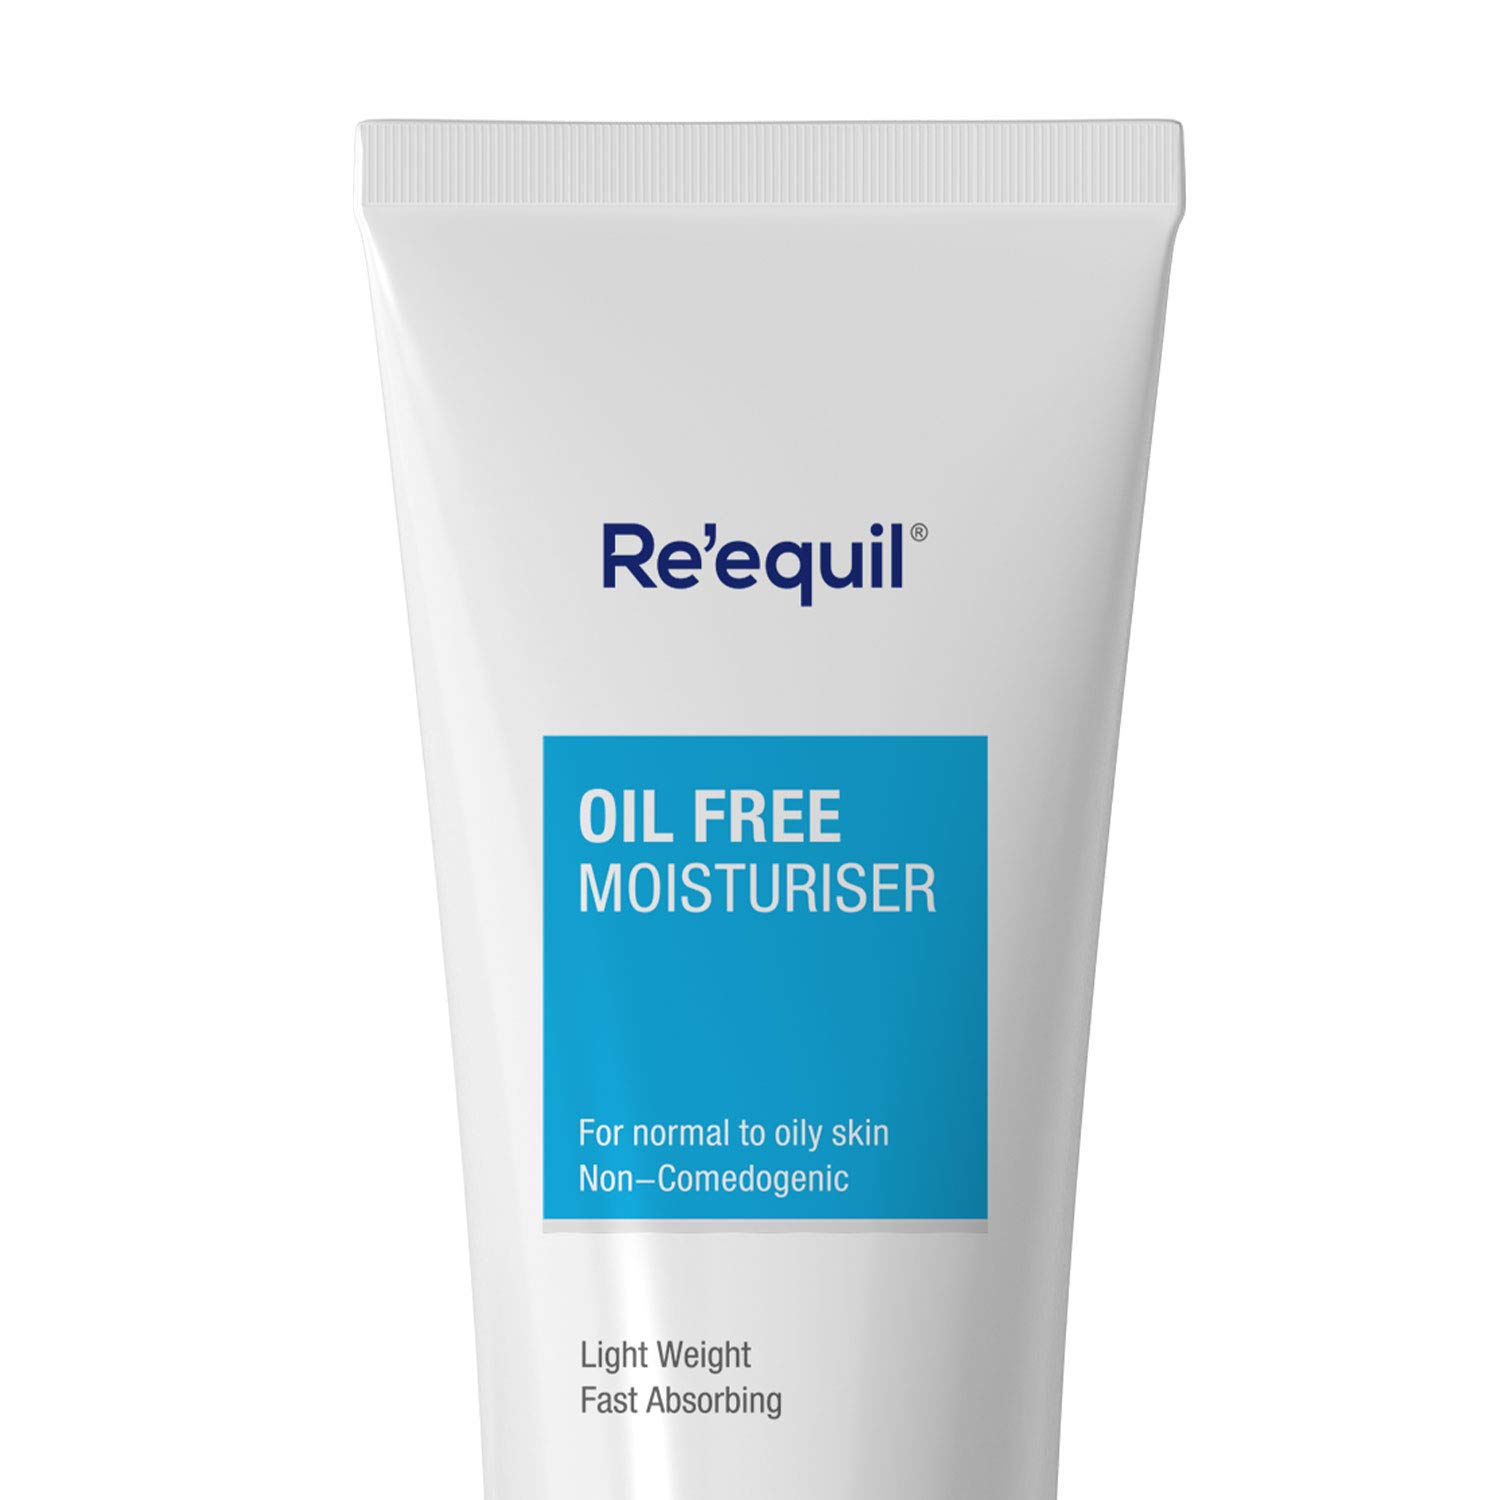 Re’equil®
OIL FREE
MOISTURISER
For normal to oily skin
Non–Comedogenic
Light Weight
Fast Absorbing